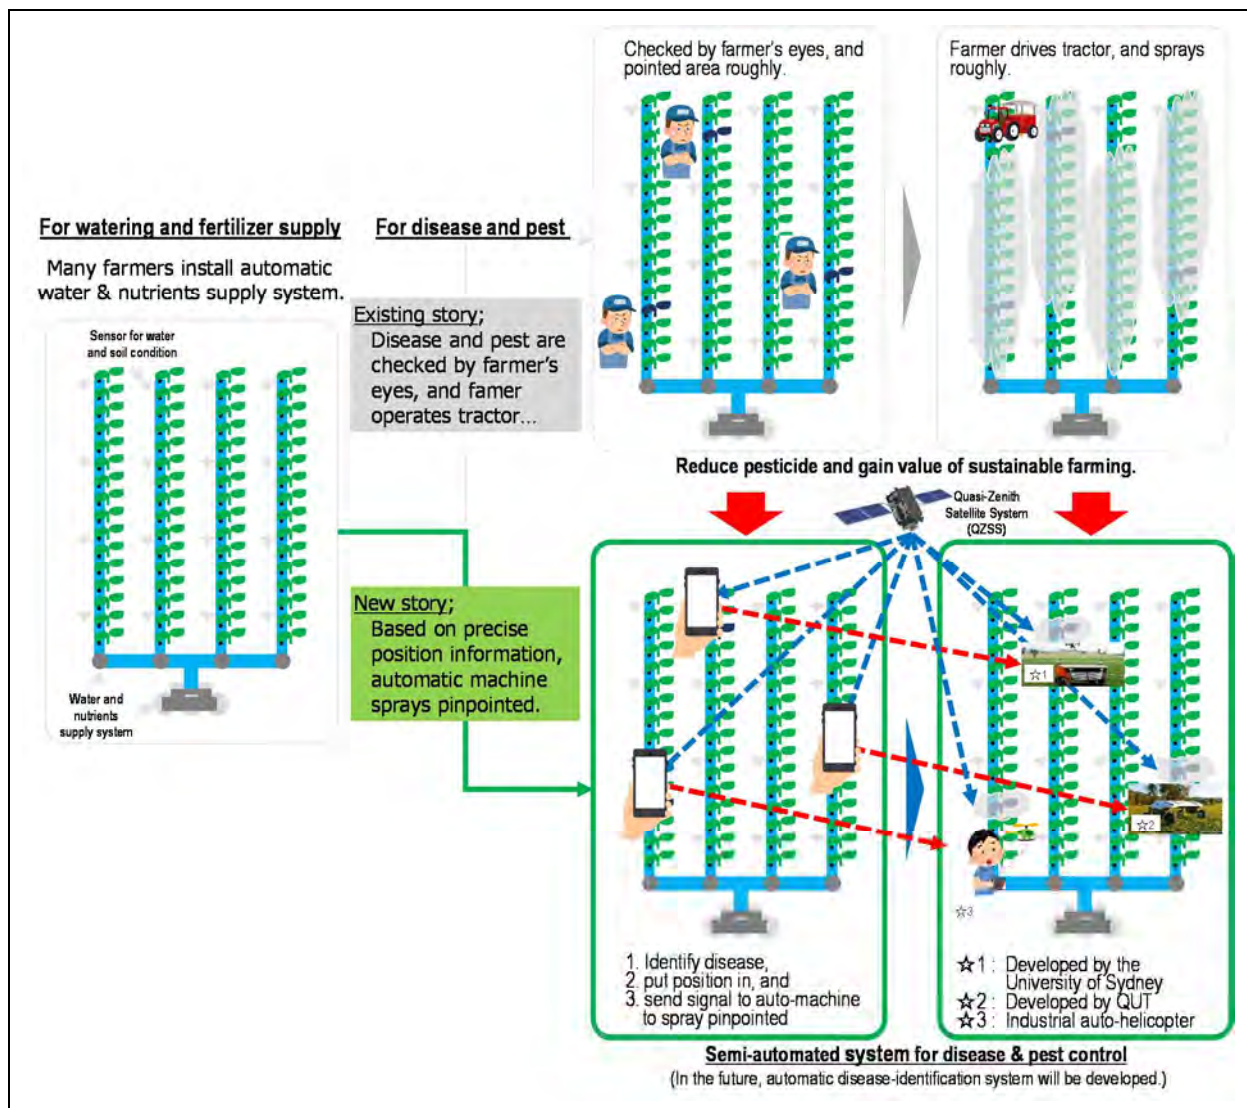 Checked by farmer's eyes, and
pointed area roughly.
Farmer drives tractor, and sprays
roughly.
For watering and fertilizer supply
For disease and pest
Many farmers install automatic
water & nutrients supply system.
Sensor for water
and soil condition
Existing story;
Disease and pest are
checked by farmer's
eyes, and famer
operates tractor...
Water and
nutrients
supply system
Reduce pesticide and gain value of sustainable farming.
Quasi-Zenith
Satellite System
(QZSS)
New story;
Based on precise
position information,
automatic machine
sprays pinpointed.
☆1
☆2
☆3
1. Identify disease,
2. put position in, and
3. send signal to auto-machine
to spray pinpointed
☆1 : Developed by the
University of Sydney
☆2 : Developed by QUT
☆3 : Industrial auto-helicopter
Semi-automated system for disease & pest control
(In the future, automatic disease-identification system will be developed.)